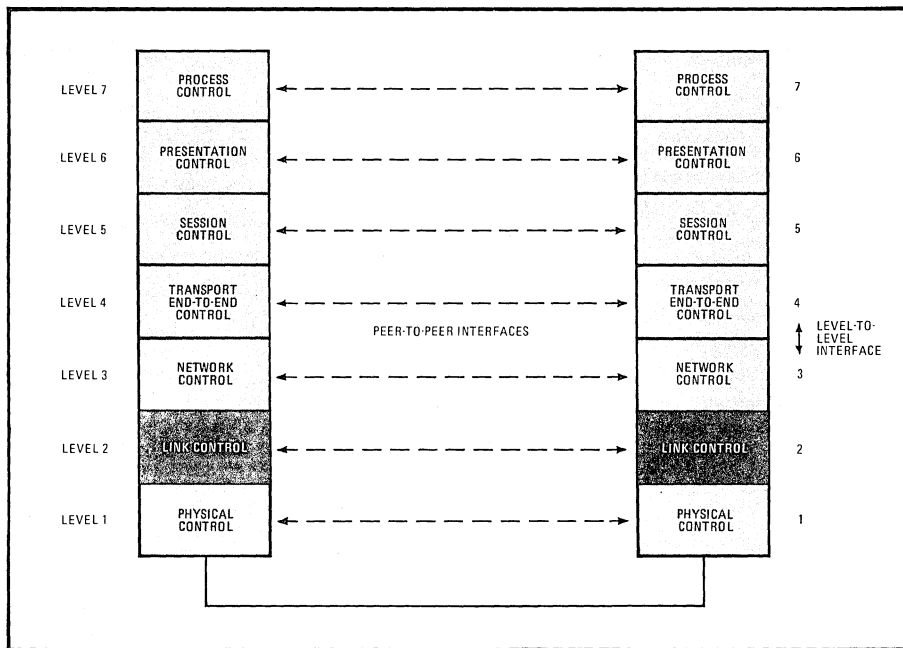 LEVEL 7
PROCESS
CONTROL
PROCESS
CONTROL
7
LEVEL 6
PRESENTATION
CONTROL
PRESENTATION
CONTROL
6
LEVEL 5
SESSION
CONTROL
SESSION
CONTROL
5
LEVEL 4
TRANSPORT
END-TO-END
CONTROL
TRANSPORT
END-TO-END
CONTROL
4
PEER-TO-PEER INTERFACES
LEVEL-TO-
LEVEL
INTERFACE
LEVEL 3
NETWORK
CONTROL
NETWORK
CONTROL
3
LEVEL 2
LINK CONTROL
LINK CONTROL
2
LEVEL 1
PHYSICAL
CONTROL
PHYSICAL
CONTROL
1